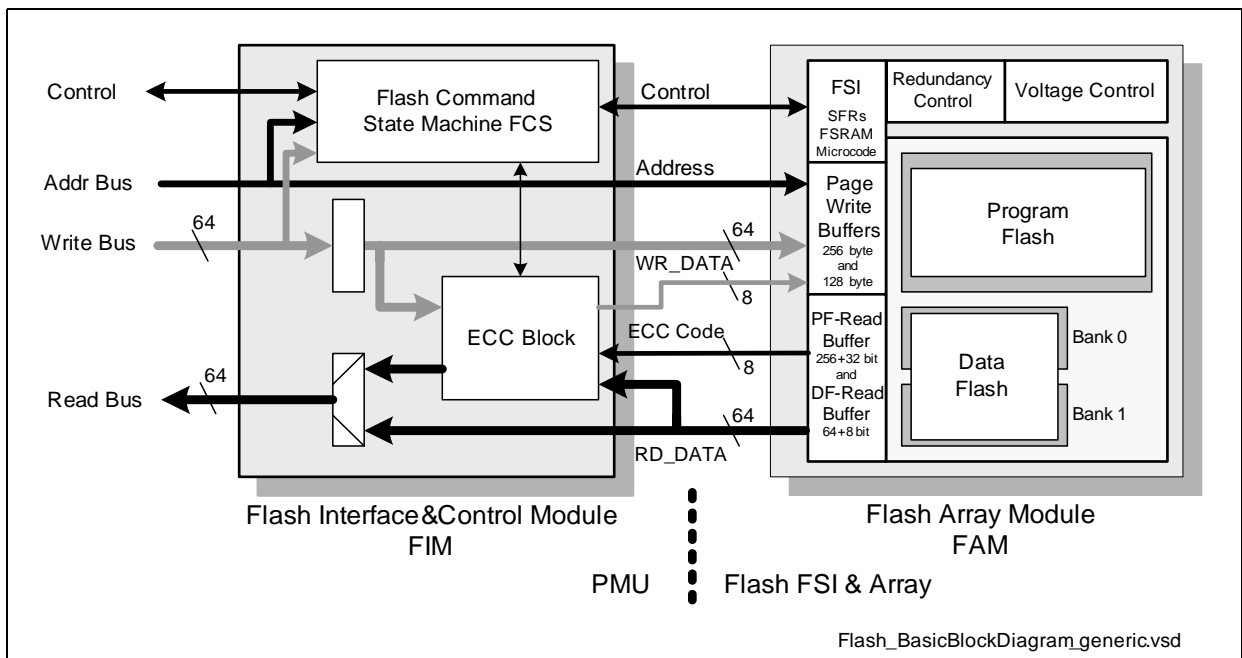 Control
Addr Bus
64
Write Bus
64
Read Bus
Flash Command
State Machine FCS
ECC Block
Control
Address
64
WR_DATA
8
ECC Code
8
64
RD_DATA
FSI
SFRs
FSRAM
Microcode
Redundancy
Control
Voltage Control
Page
Write
Buffers
256 byte
and
128 byte
PF-Read
Buffer
256+32 bit
and
DF-Read
Buffer
64+8 bit
Program
Flash
Data
Flash
Bank 0
Bank 1
Flash Interface&Control Module
FIM
Flash Array Module
FAM
PMU
Flash FSI & Array
Flash_BasicBlockDiagram_generic.vsd